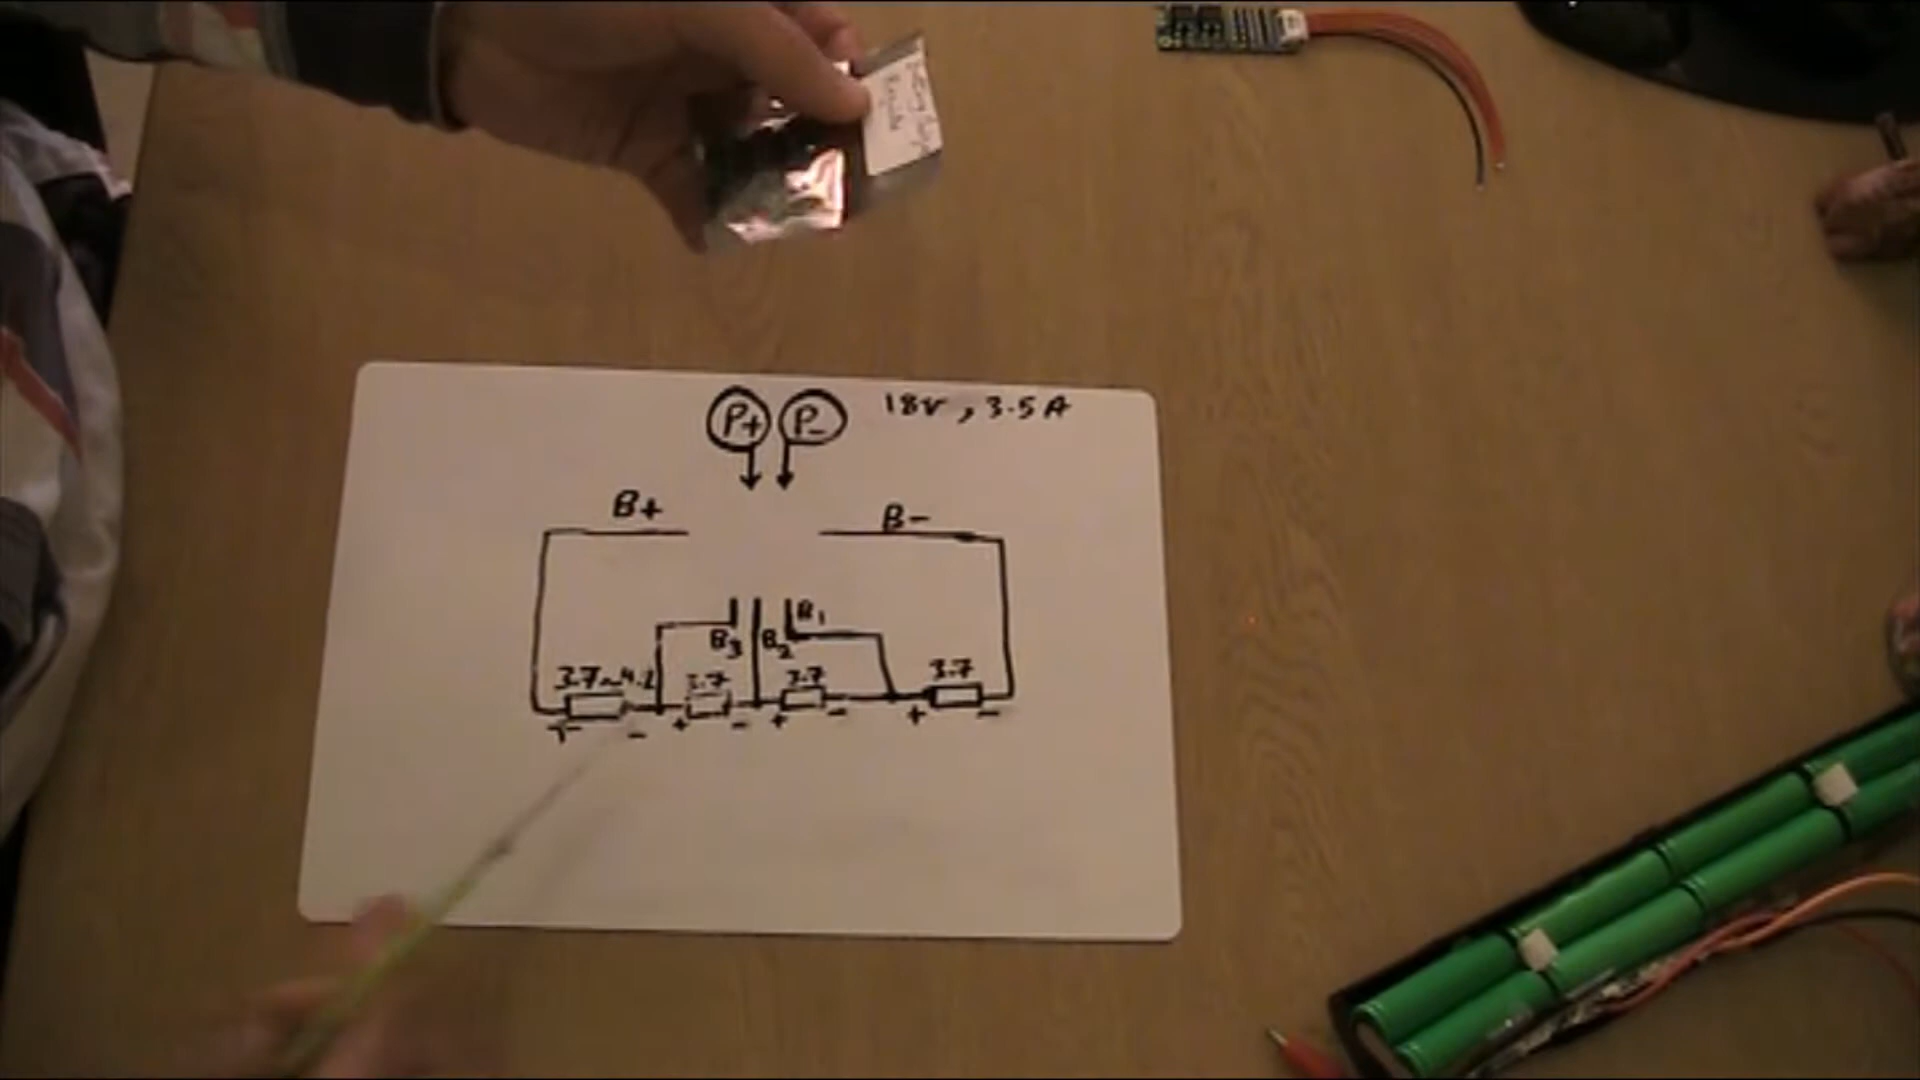 P+ P- 18V, 3.5A
B+ B-
B3 B2 B1
3.7~4.2 3.7 3.7 3.7
+ - + - + - + -